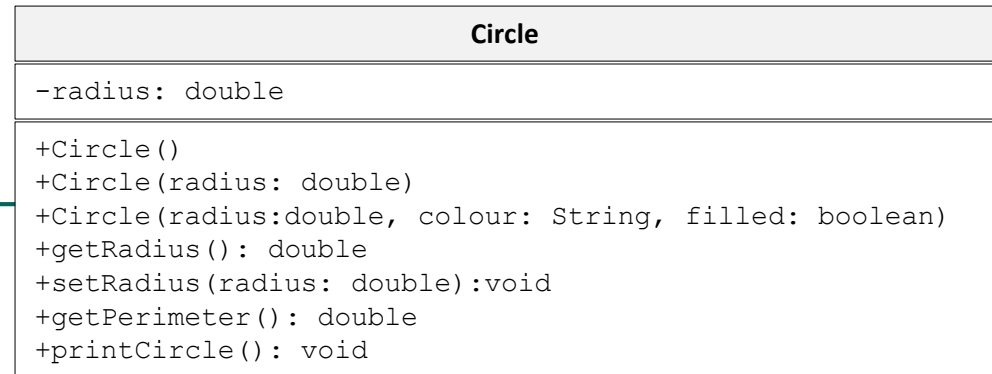 Circle
-radius: double
+Circle()
+Circle(radius: double)
+Circle(radius:double, colour: String, filled: boolean)
+getRadius(): double
+setRadius(radius: double):void
+getPerimeter(): double
+printCircle(): void